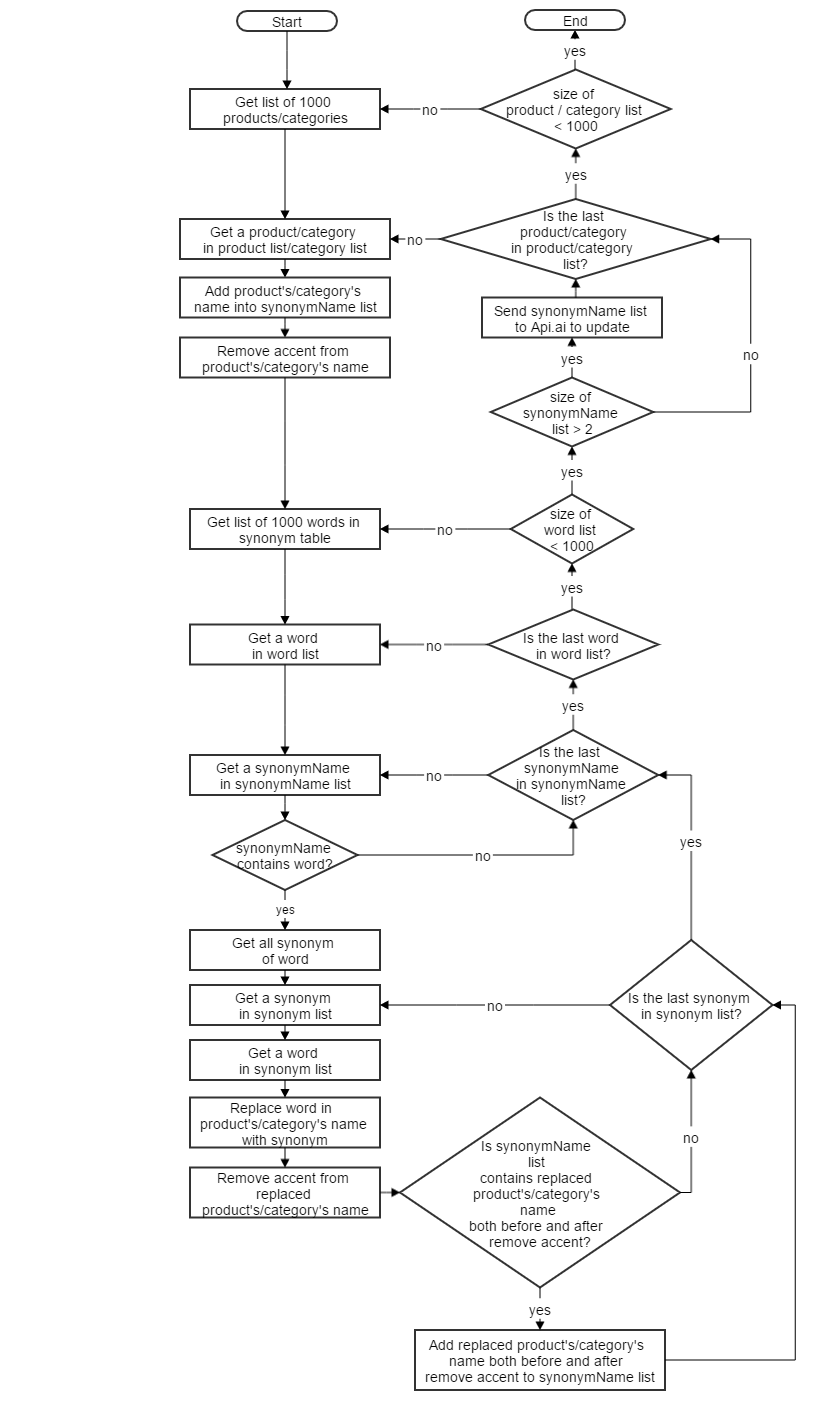 Start
End
yes
size of
product / category list
< 1000
no
Get list of 1000
products/categories
yes
Is the last
product/category
in product/category
list?
no
Get a product/category
in product list/category list
Add product's/category's
name into synonymName list
Send synonymName list
to Api.ai to update
Remove accent from
product's/category's name
yes
no
size of
synonymName
list > 2
yes
Get list of 1000 words in
synonym table
no
size of
word list
< 1000
yes
Get a word
in word list
no
Is the last word
in word list?
yes
Get a synonymName
in synonymName list
no
Is the last
synonymName
in synonymName
list?
synonymName
contains word?
no
yes
yes
Get all synonym
of word
Get a synonym
in synonym list
no
Is the last synonym
in synonym list?
Get a word
in synonym list
Replace word in
product's/category's name
with synonym
no
Remove accent from
replaced
product's/category's name
Is synonymName
list
contains replaced
product's/category's
name
both before and after
remove accent?
yes
Add replaced product's/category's
name both before and after
remove accent to synonymName list